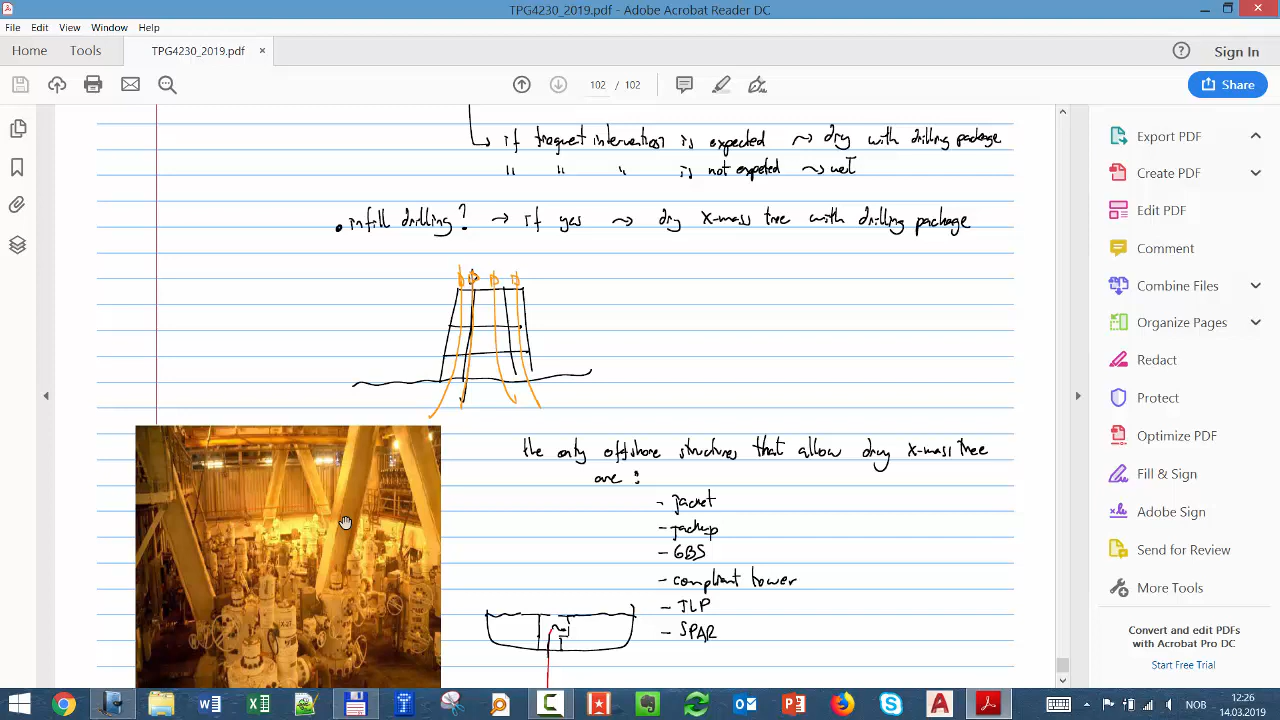 TPG4230_2019.pdf - Adobe Acrobat Reader DC
File Edit View Window Help
Home Tools TPG4230_2019.pdf × Sign In
102 / 102
Share
if frequent intervention is expected ~> dry with drilling package
" " " is not expected ~> wet
• infill drilling? → if yes ~> dry X-mass tree with drilling package
the only offshore structures that allow dry X-mass tree
are :
- jacket
- jackup
- GBS
- compliant tower
- TLP
- SPAR
Export PDF
Create PDF
Edit PDF
Comment
Combine Files
Organize Pages
Redact
Protect
Optimize PDF
Fill & Sign
Adobe Sign
Send for Review
More Tools
Convert and edit PDFs
with Acrobat Pro DC
Start Free Trial
NOB
12:26
14.03.2019